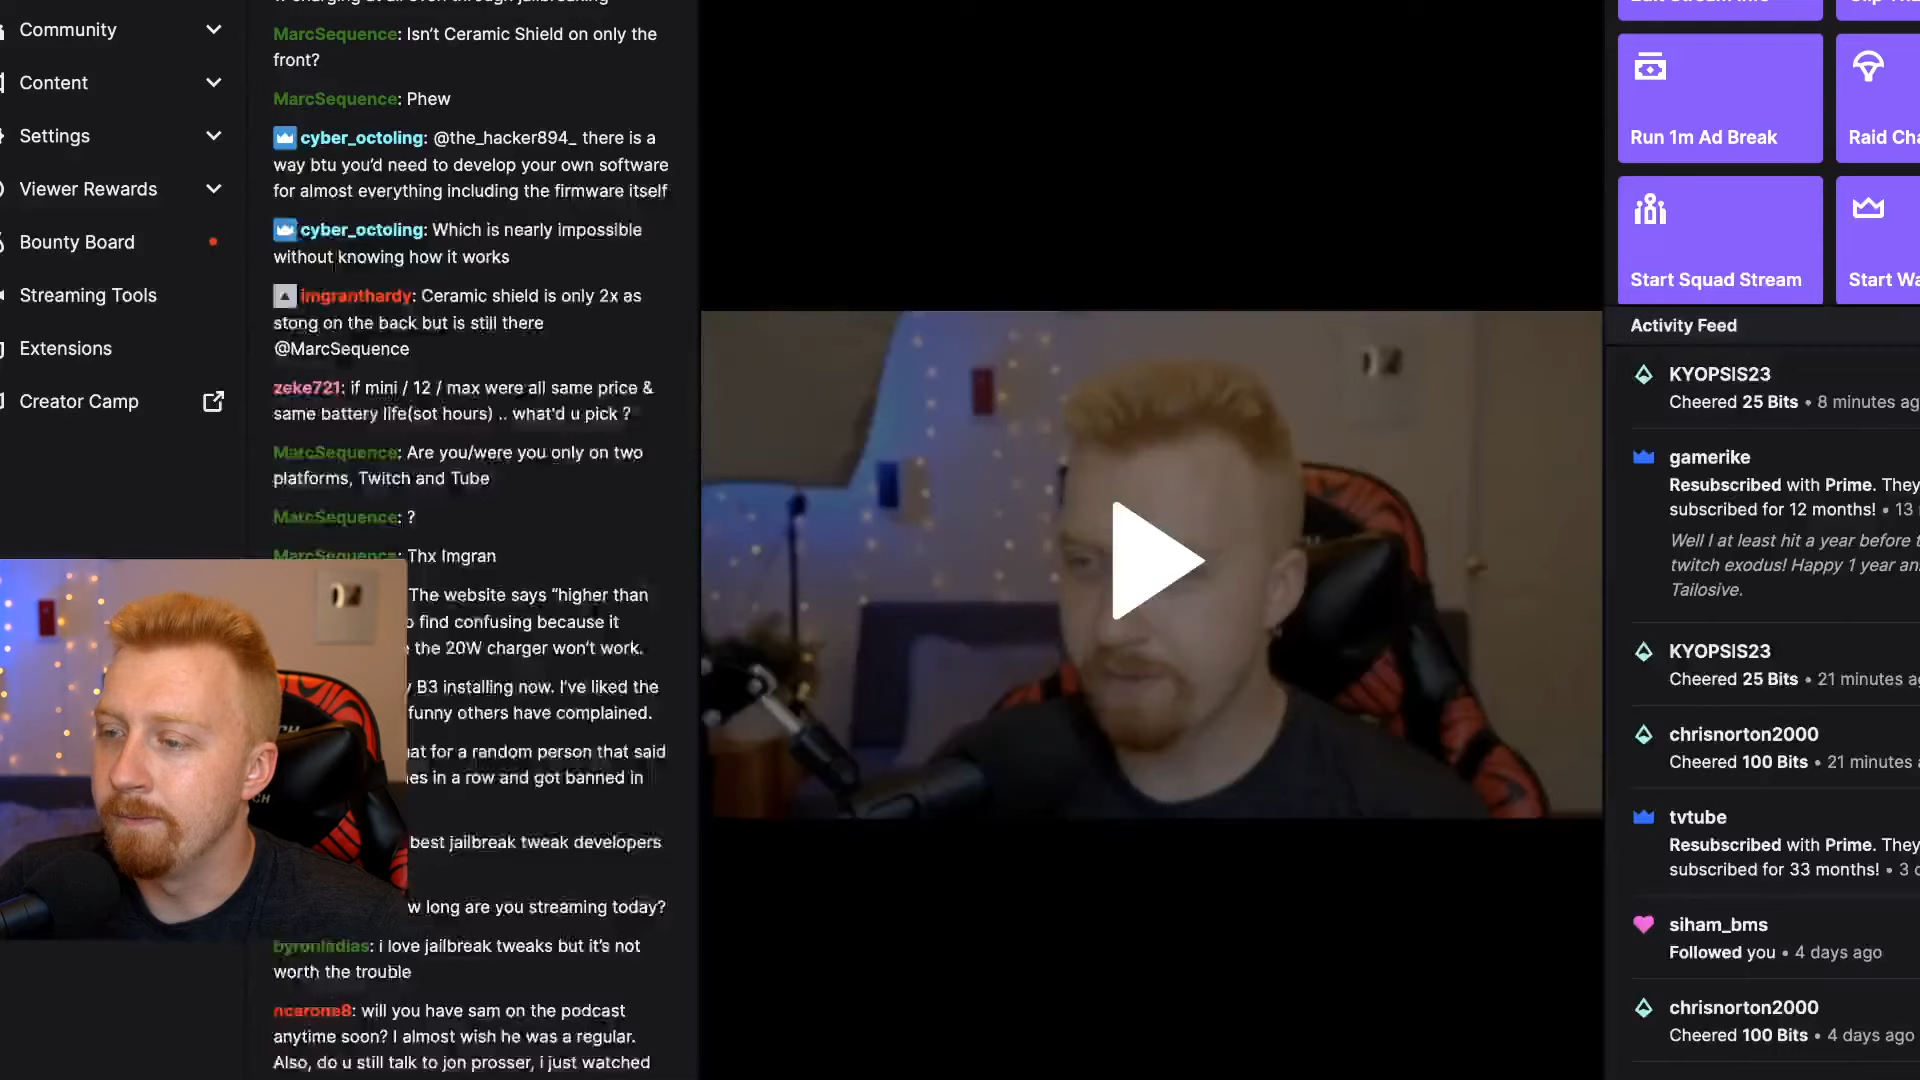 Community
Content
Settings
Viewer Rewards
Bounty Board
Streaming Tools
Extensions
Creator Camp
MarcSequence: Isn't Ceramic Shield on only the
front?
MarcSequence: Phew
cyber_octoling: @the_hacker894_ there is a
way btu you'd need to develop your own software
for almost everything including the firmware itself
cyber_octoling: Which is nearly impossible
without knowing how it works
imgranthardy: Ceramic shield is only 2x as
stong on the back but is still there
@MarcSequence
zeke721: if mini / 12 / max were all same price &
same battery life(sot hours) .. what'd u pick ?
MarcSequence: Are you/were you only on two
platforms, Twitch and Tube
MarcSequence: ?
MarcSequence: Thx Imgran
The website says "higher than
find confusing because it
the 20W charger won't work.
B3 installing now. I've liked the
funny others have complained.
for a random person that said
in a row and got banned in
best jailbreak tweak developers
long are you streaming today?
byronindias: i love jailbreak tweaks but it's not
worth the trouble
ncarone8: will you have sam on the podcast
anytime soon? I almost wish he was a regular.
Also, do u still talk to jon prosser, i just watched
Run 1m Ad Break
Raid
Start Squad Stream
Start
Activity Feed
KYOPSIS23
Cheered 25 Bits • 8 minutes
gamerike
Resubscribed with Prime. They
subscribed for 12 months! • 13
Well I at least hit a year before
twitch exodus! Happy 1 year
Tailosive.
KYOPSIS23
Cheered 25 Bits • 21 minutes
chrisnorton2000
Cheered 100 Bits • 21 minutes
tvtube
Resubscribed with Prime. They
subscribed for 33 months! • 3
siham_bms
Followed you • 4 days ago
chrisnorton2000
Cheered 100 Bits • 4 days ago